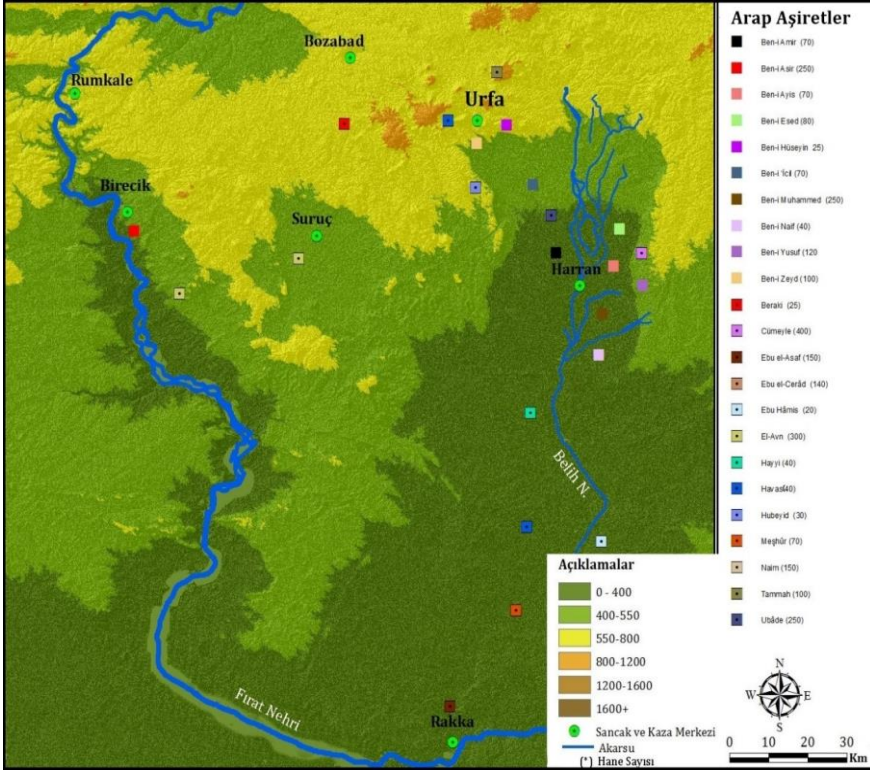 Bozabad
Rumkale
Urfa
Birecik
Suruç
Harran
Belih N.
Fırat Nehri
Rakka
Arap Aşiretler
Ben-i Amir (70)
Ben-i Asir (250)
Ben-i Ayis (70)
Ben-i Esed (80)
Ben-i Hüseyin 25)
Ben-i 'İcil (70)
Ben-i Muhammed (250)
Ben-i Naif (40)
Ben-i Yusuf (120
Ben-i Zeyd (100)
Beraki (25)
Cümeyle (400)
Ebu el-Asaf (150)
Ebu el-Cerâd (140)
Ebu Hâmis (20)
El-Avn (300)
Hayyi (40)
Hubeyid (30)
Meşhûr (70)
Naim (150)
Tammah (100)
Ubâde (250)
Açıklamalar
0 - 400
400-550
550-800
800-1200
1200-1600
1600+
Sancak ve Kaza Merkezi
Akarsu
(*) Hane Sayısı
N
W E
S
0 10 20 30
Km